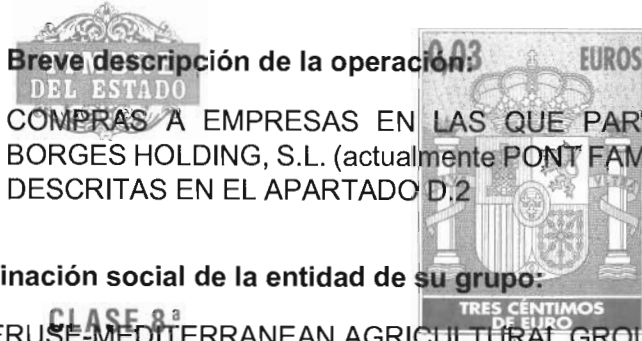 TIMBRE
DEL ESTADO
0,03 EUROS
Breve descripción de la operación:
COMPRAS A EMPRESAS EN LAS QUE PAR
BORGES HOLDING, S.L. (actualmente PONT FAM
DESCRITAS EN EL APARTADO D.2
inación social de la entidad de su grupo:
CLASE 8ª
TRES CÉNTIMOS
DE EURO
ERUSE-MEDITERRANEAN AGRICULTURAL GROU